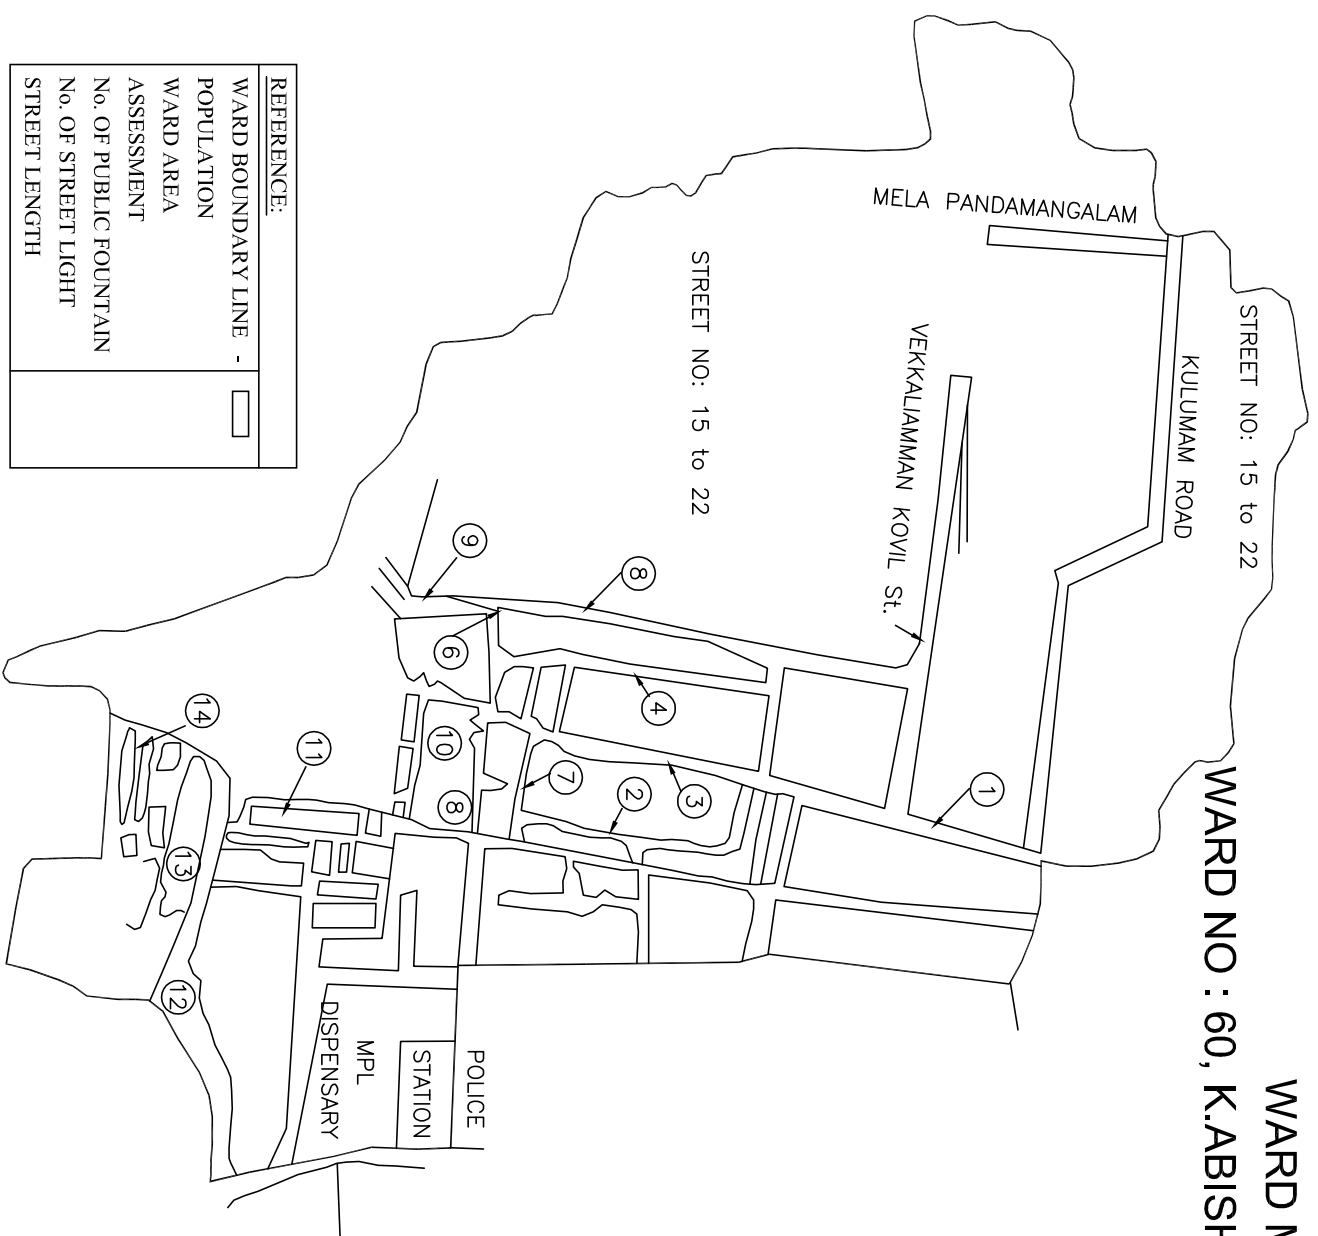 WARD
WARD NO : 60,
STREET NO: 15 to 22
KULUMAM ROAD
MELA PANDAMANGALAM
VEKKALIAMMAN KOVIL St.
STREET NO: 15 to 22
1
8
9
6
4
3
2
7
10
8
11
14
13
12
POLICE
STATION
MPL
DISPENSARY
REFERENCE:
WARD BOUNDARY LINE -
POPULATION
WARD AREA
ASSESSMENT
No. OF PUBLIC FOUNTAIN
No. OF STREET LIGHT
STREET LENGTH